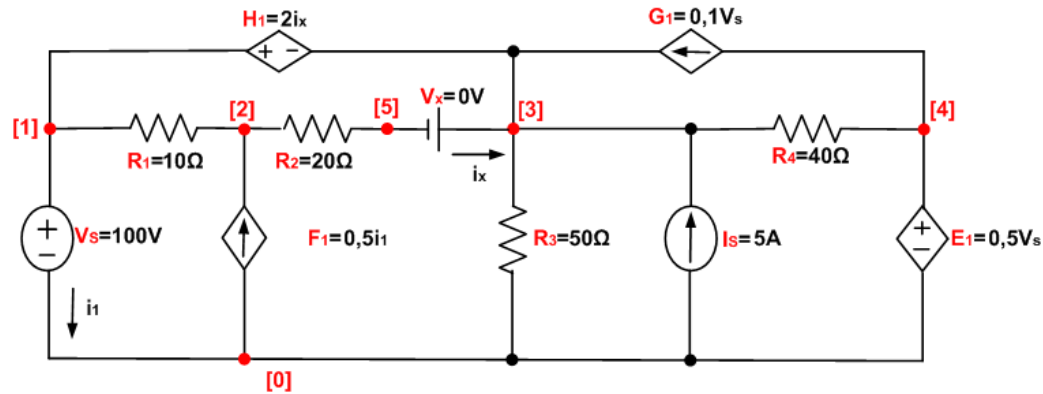 H₁=2iₓ
G₁=0,1Vₛ
[1]
[2]
[5]
Vₓ=0V
[3]
[4]
R₁=10Ω
R₂=20Ω
iₓ
R₄=40Ω
+
−
Vₛ=100V
F₁=0,5i₁
R₃=50Ω
Iₛ=5A
+
−
E₁=0,5Vₛ
i₁
[0]
+ -